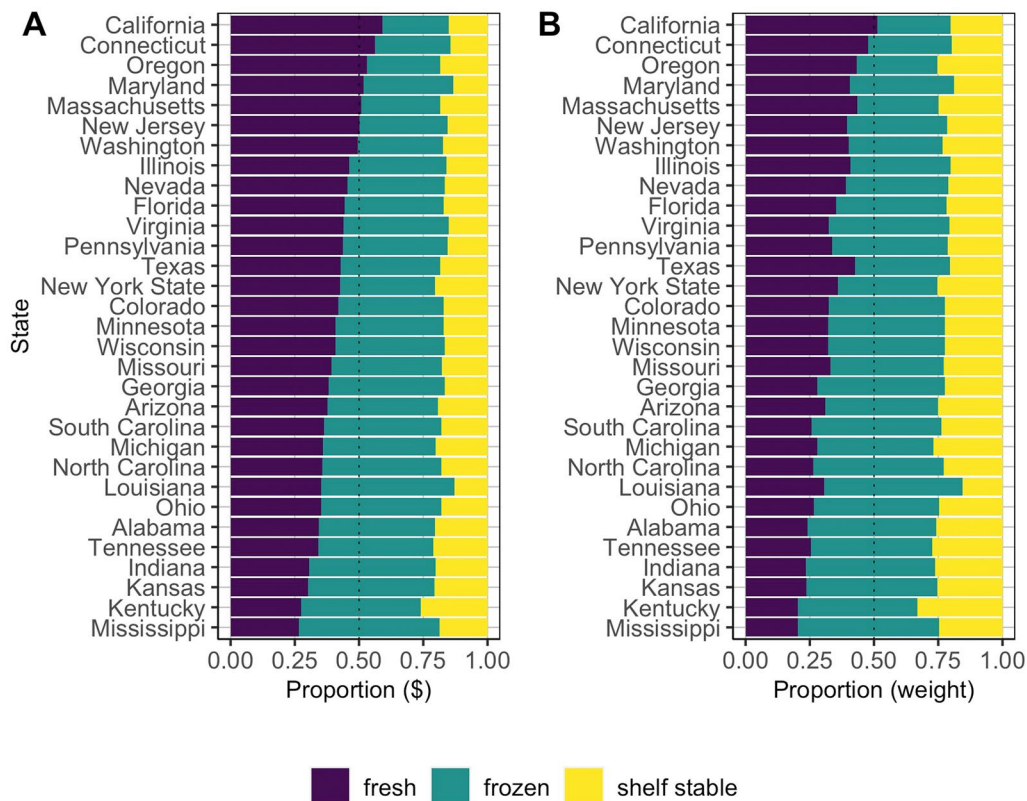 A
B
State
California
Connecticut
Oregon
Maryland
Massachusetts
New Jersey
Washington
Illinois
Nevada
Florida
Virginia
Pennsylvania
Texas
New York State
Colorado
Minnesota
Wisconsin
Missouri
Georgia
Arizona
South Carolina
Michigan
North Carolina
Louisiana
Ohio
Alabama
Tennessee
Indiana
Kansas
Kentucky
Mississippi
0.00 0.25 0.50 0.75 1.00
Proportion ($)
California
Connecticut
Oregon
Maryland
Massachusetts
New Jersey
Washington
Illinois
Nevada
Florida
Virginia
Pennsylvania
Texas
New York State
Colorado
Minnesota
Wisconsin
Missouri
Georgia
Arizona
South Carolina
Michigan
North Carolina
Louisiana
Ohio
Alabama
Tennessee
Indiana
Kansas
Kentucky
Mississippi
0.00 0.25 0.50 0.75 1.00
Proportion (weight)
fresh frozen shelf stable